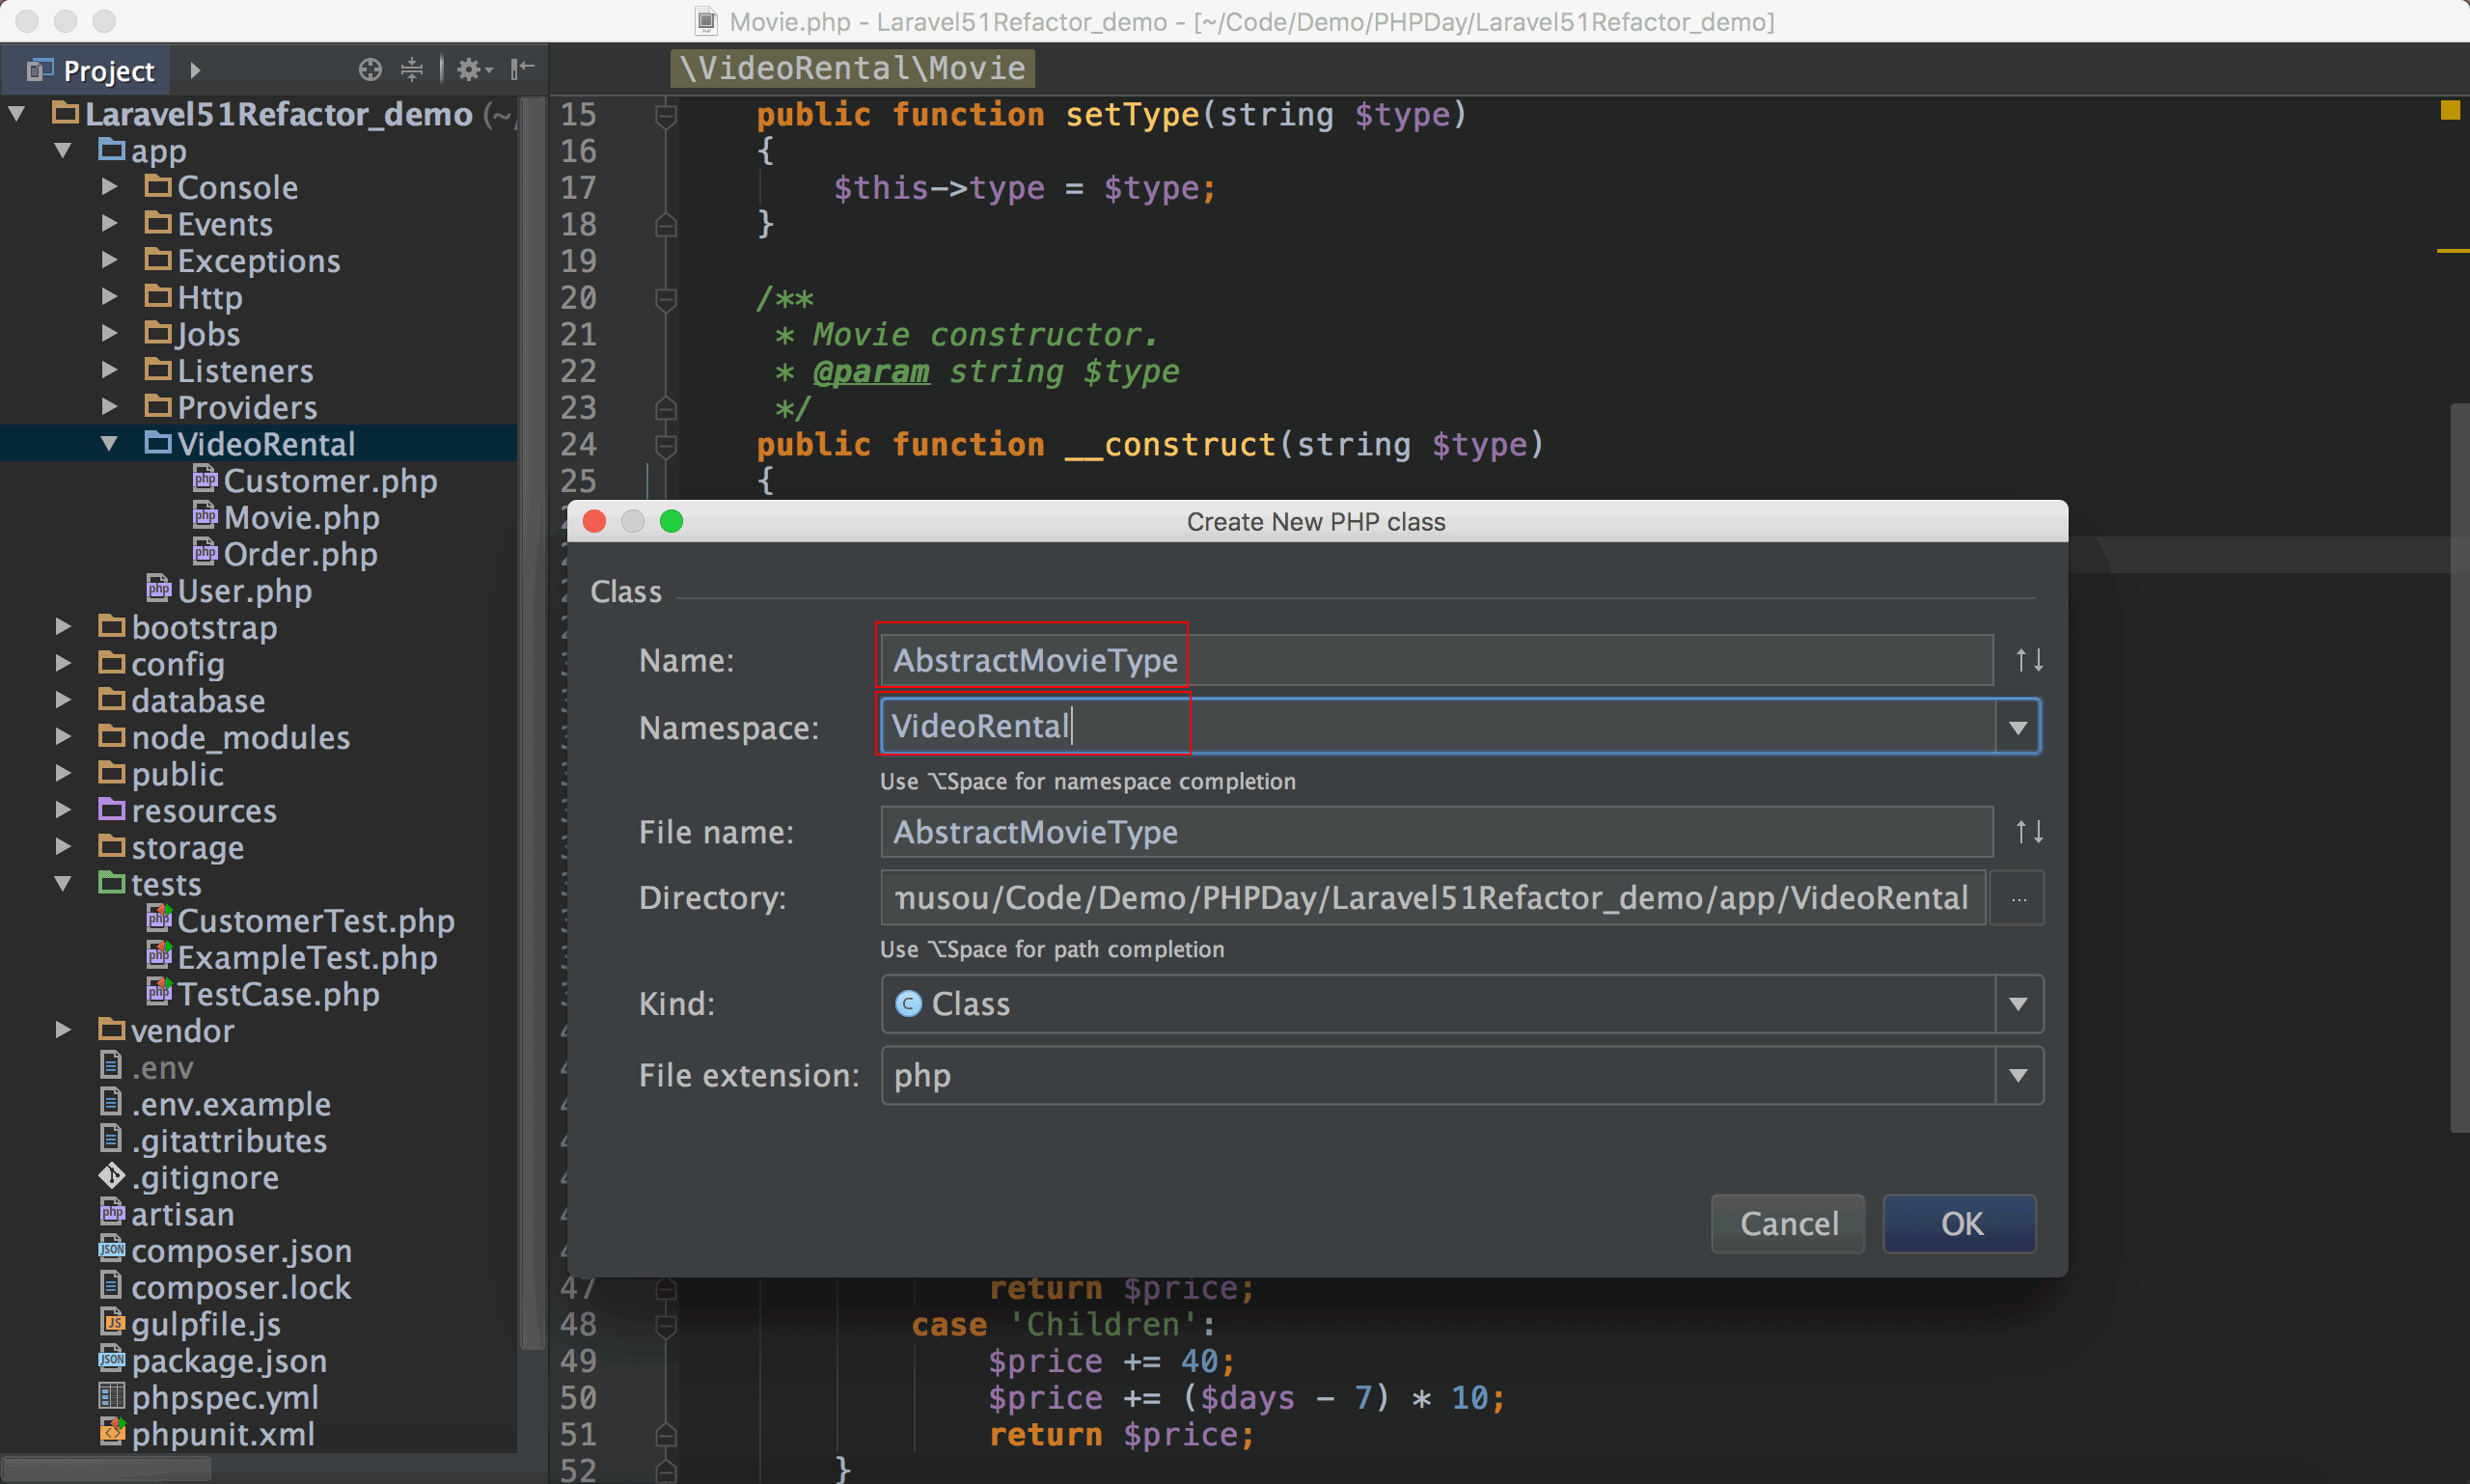 Movie.php - Laravel51Refactor_demo - [~/Code/Demo/PHPDay/Laravel51Refactor_demo]
Project
\VideoRental\Movie
Laravel51Refactor_demo (~/
app
Console
Events
Exceptions
Http
Jobs
Listeners
Providers
VideoRental
Customer.php
Movie.php
Order.php
User.php
bootstrap
config
database
node_modules
public
resources
storage
tests
CustomerTest.php
ExampleTest.php
TestCase.php
vendor
.env
.env.example
.gitattributes
.gitignore
artisan
composer.json
composer.lock
gulpfile.js
package.json
phpspec.yml
phpunit.xml
15 public function setType(string $type)
16 {
17 $this->type = $type;
18 }
19
20 /**
21 * Movie constructor.
22 * @param string $type
23 */
24 public function __construct(string $type)
25 {
Create New PHP class
Class
Name: AbstractMovieType
Namespace: VideoRental
Use ⌥Space for namespace completion
File name: AbstractMovieType
Directory: musou/Code/Demo/PHPDay/Laravel51Refactor_demo/app/VideoRental ...
Use ⌥Space for path completion
Kind: C Class
File extension: php
Cancel OK
47 return $price;
48 case 'Children':
49 $price += 40;
50 $price += ($days - 7) * 10;
51 return $price;
52 }